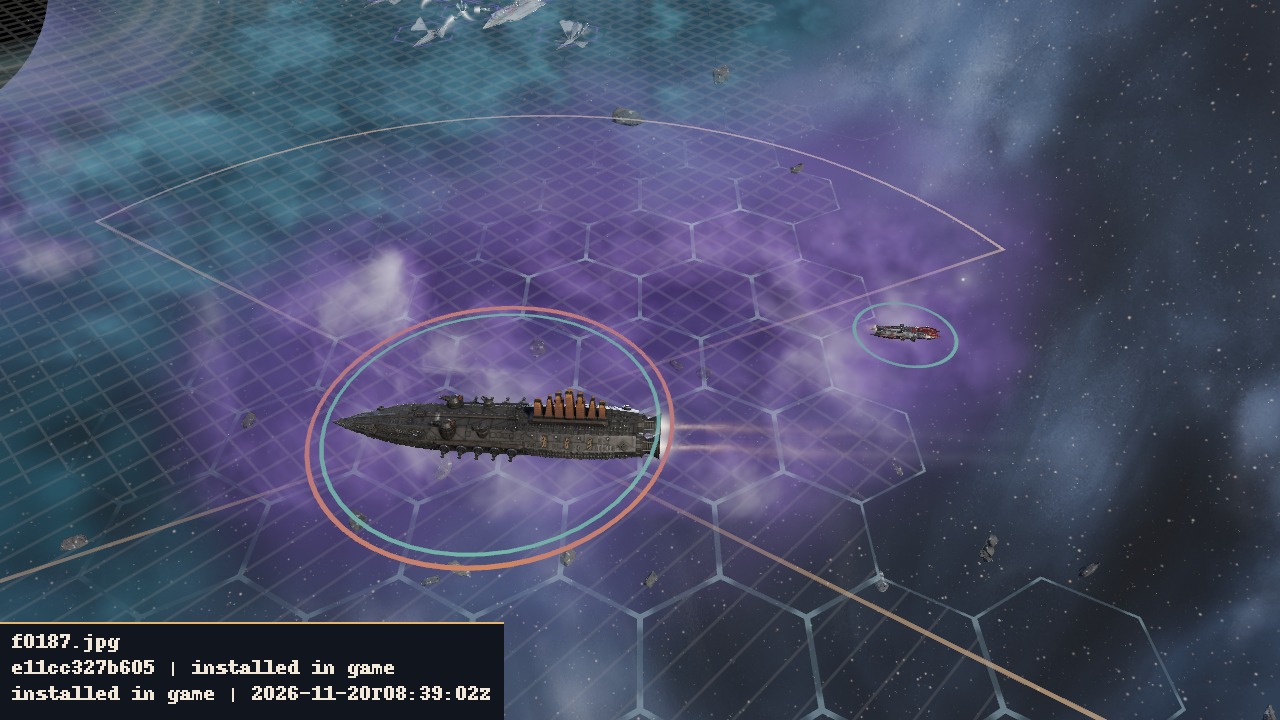 f0187.jpg
e11cc327b605 | installed in game
installed in game | 2026-11-20T08:39:02Z